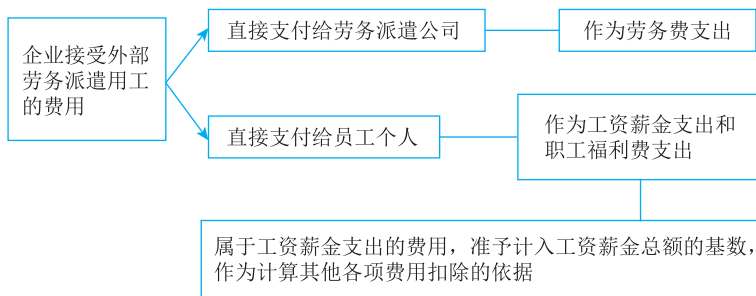 企业接受外部
劳务派遣用工
的费用
直接支付给劳务派遣公司
作为劳务费支出
直接支付给员工个人
作为工资薪金支出和
职工福利费支出
属于工资薪金支出的费用，准予计入工资薪金总额的基数，
作为计算其他各项费用扣除的依据